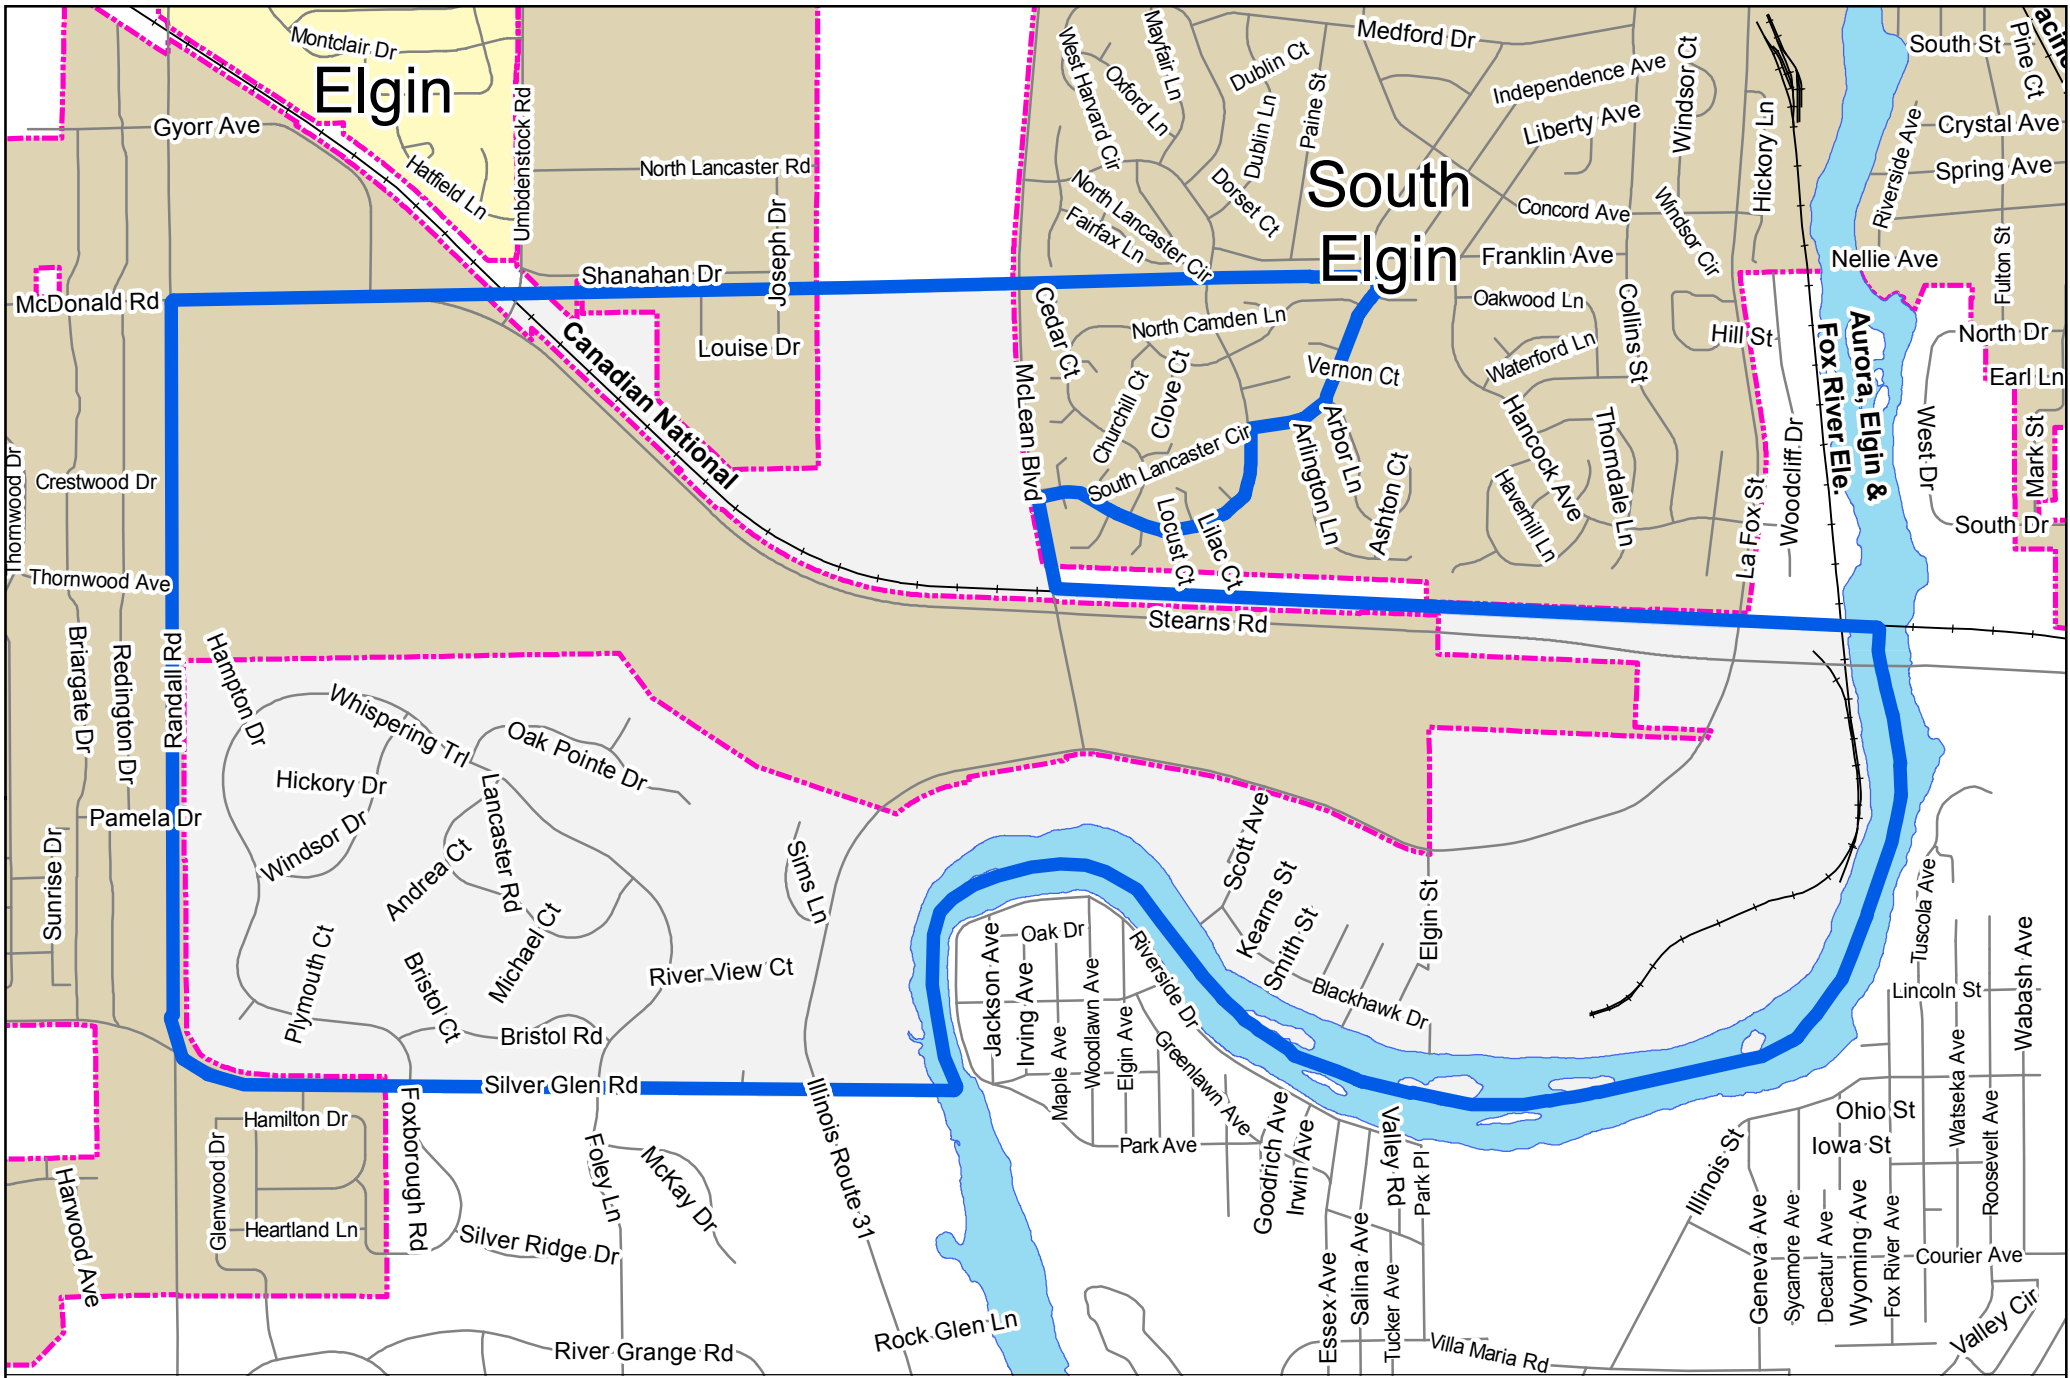 Montclair Dr
Elgin
Gyorr Ave
Hatfield Ln
Umbdenstock Rd
North Lancaster Rd
Joseph Dr
Shanahan Dr
McDonald Rd
Louise Dr
Canadian National
West Harvard Cir
Mayfair Ln
Oxford Ln
Dublin Ct
Dublin Ln
Paine St
Medford Dr
Independence Ave
Liberty Ave
Windsor Ct
Hickory Ln
South St
Pine Ct
Crystal Ave
Riverside Ave
Spring Ave
South
Elgin
North Lancaster Cir
Fairfax Ln
Dorset Ct
Concord Ave
Windsor Cir
Franklin Ave
Nellie Ave
Fulton St
Cedar Ct
North Camden Ln
Oakwood Ln
Collins St
Hill St
Aurora, Elgin &
Fox River Ele.
North Dr
Earl Ln
McLean Blvd
Churchill Ct
Clove Ct
Vernon Ct
Waterford Ln
South Lancaster Cir
Arbor Ln
Arlington Ln
Ashton Ct
Hancock Ave
Haverhill Ln
Thorndale Ln
La Fox St
Woodcliff Dr
West Dr
Mark St
South Dr
Locust Ct
Lilac Ct
Thornwood Dr
Crestwood Dr
Thornwood Ave
Stearns Rd
Briargate Dr
Redington Dr
Randall Rd
Hampton Dr
Whispering Trl
Oak Pointe Dr
Hickory Dr
Lancaster Rd
Pamela Dr
Windsor Dr
Andrea Ct
Sunrise Dr
Sims Ln
Scott Ave
Kearns St
Smith St
Elgin St
Tuscola Ave
Wabash Ave
Plymouth Ct
Bristol Ct
Michael Ct
River View Ct
Jackson Ave
Oak Dr
Irving Ave
Maple Ave
Woodlawn Ave
Elgin Ave
Riverside Dr
Blackhawk Dr
Lincoln St
Bristol Rd
Silver Glen Rd
Greenlawn Ave
Watseka Ave
Roosevelt Ave
Hamilton Dr
Foxborough Rd
Illinois Route 31
Park Ave
Goodrich Ave
Irwin Ave
Valley Rd
Park Pl
Illinois St
Ohio St
Iowa St
Harwood Ave
Glenwood Dr
Heartland Ln
Silver Ridge Dr
Foley Ln
McKay Dr
Geneva Ave
Sycamore Ave
Decatur Ave
Wyoming Ave
Fox River Ave
Courier Ave
River Grange Rd
Rock Glen Ln
Essex Ave
Salina Ave
Tucker Ave
Villa Maria Rd
Valley Cir